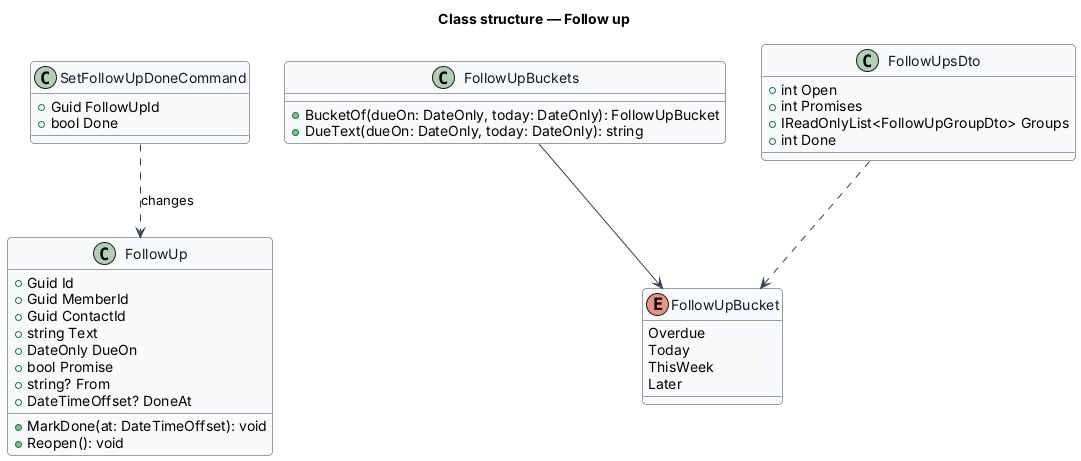 Class structure — Follow up
C SetFollowUpDoneCommand
Guid FollowUpId
bool Done
C FollowUpBuckets
BucketOf(dueOn: DateOnly, today: DateOnly): FollowUpBucket
DueText(dueOn: DateOnly, today: DateOnly): string
C FollowUpsDto
int Open
int Promises
IReadOnlyList<FollowUpGroupDto> Groups
int Done
changes
C FollowUp
Guid Id
Guid MemberId
Guid ContactId
string Text
DateOnly DueOn
bool Promise
string? From
DateTimeOffset? DoneAt
MarkDone(at: DateTimeOffset): void
Reopen(): void
E FollowUpBucket
Overdue
Today
ThisWeek
Later